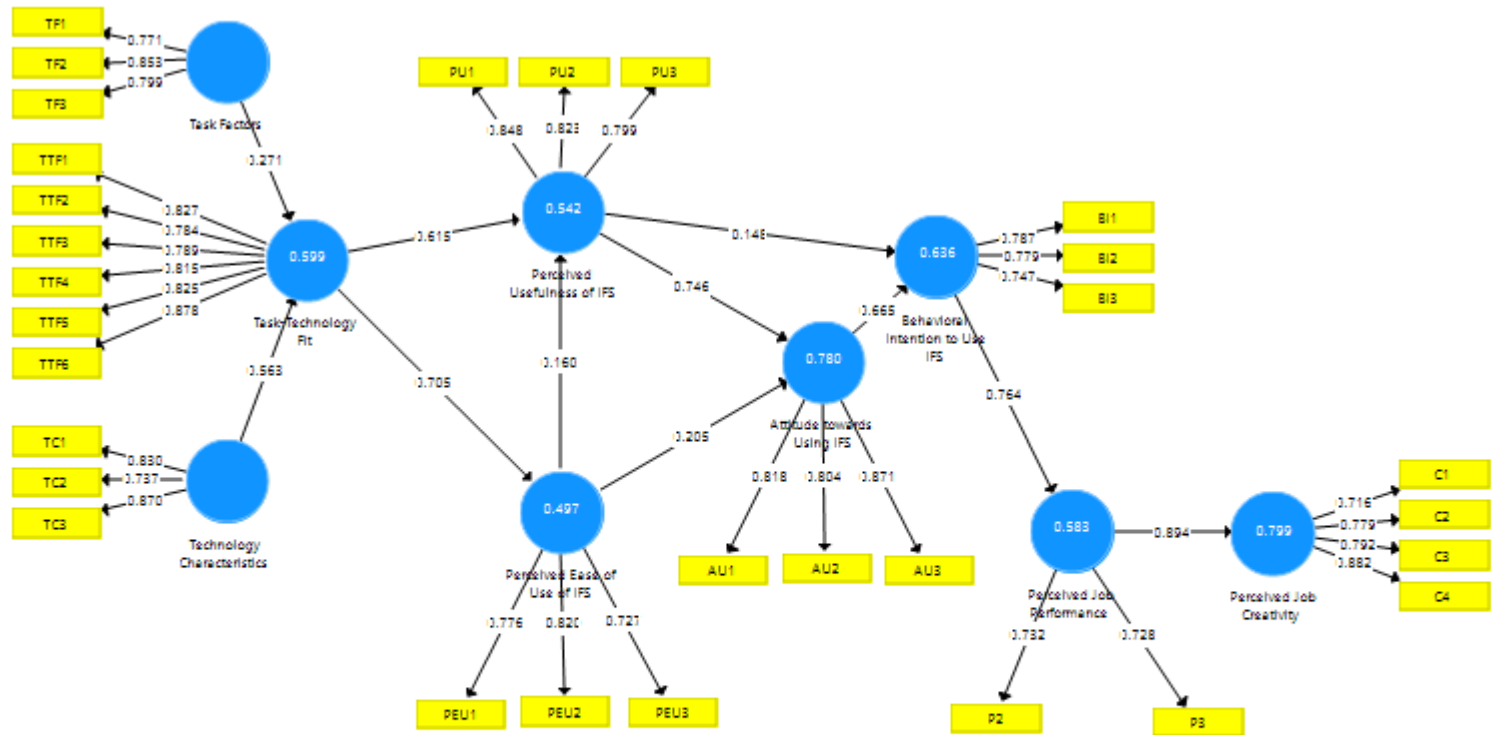 TF1
TF2
TF3
0.771
0.853
0.799
Task Factors
0.271
TTF1
TTF2
TTF3
TTF4
TTF5
TTF6
0.827
0.784
0.789
0.815
0.825
0.878
0.599
Task-Technology
Fit
0.563
TC1
TC2
TC3
0.830
0.737
0.870
Technology
Characteristics
PU1
PU2
PU3
0.848
0.823
0.799
0.542
Perceived
Usefulness of IFS
0.615
0.705
0.160
0.497
Perceived Ease of
Use of IFS
0.776
0.727
PEU1
PEU2
PEU3
0.746
0.205
0.780
Attitude towards
Using IFS
0.818
0.804
0.871
AU1
AU2
AU3
0.665
0.636
Behavioral
Intention to Use
IFS
0.787
0.779
0.747
BI1
BI2
BI3
0.764
0.583
Perceived Job
Performance
0.732
0.728
P2
P3
0.894
0.799
Perceived Job
Creativity
0.716
0.779
0.792
0.882
C1
C2
C3
C4